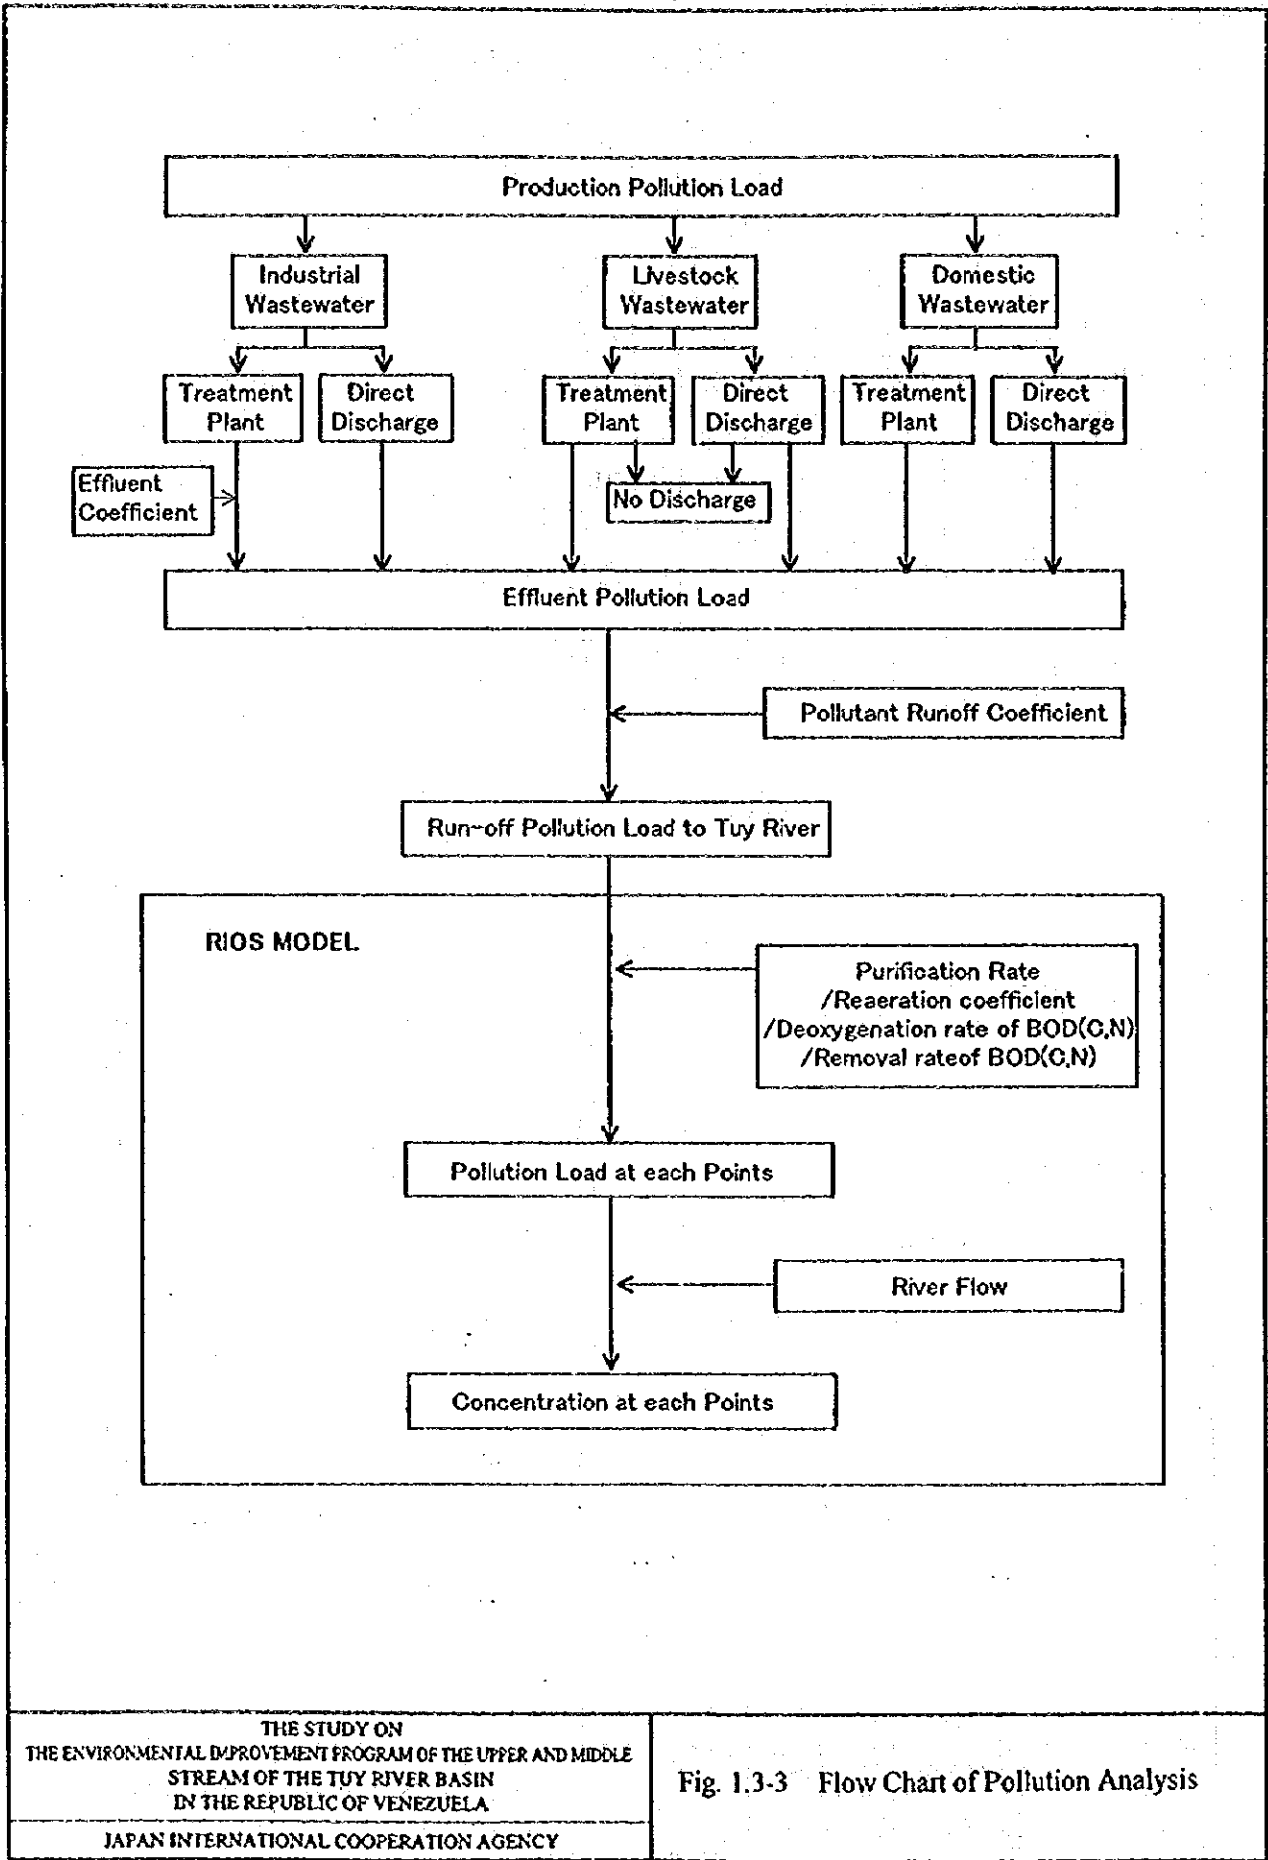 Production Pollution Load
Industrial
Wastewater
Livestock
Wastewater
Domestic
Wastewater
Treatment
Plant
Direct
Discharge
Treatment
Plant
Direct
Discharge
Treatment
Plant
Direct
Discharge
Effluent
Coefficient
No Discharge
Effluent Pollution Load
Pollutant Runoff Coefficient
Run-off Pollution Load to Tuy River
RIOS MODEL
Purification Rate
/Reaeration coefficient
/Deoxygenation rate of BOD(C,N)
/Removal rateof BOD(C,N)
Pollution Load at each Points
River Flow
Concentration at each Points
THE STUDY ON
THE ENVIRONMENTAL IMPROVEMENT PROGRAM OF THE UPPER AND MIDDLE
STREAM OF THE TUY RIVER BASIN
IN THE REPUBLIC OF VENEZUELA
JAPAN INTERNATIONAL COOPERATION AGENCY
Fig. 1.3-3 Flow Chart of Pollution Analysis